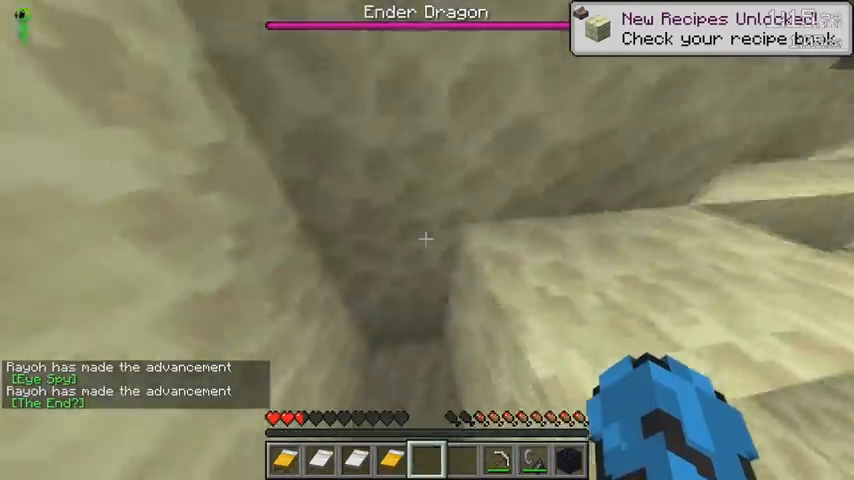 Ender Dragon
New Recipes Unlocked!
Check your recipe book
Rayoh has made the advancement
[Eye Spy]
Rayoh has made the advancement
[The End?]